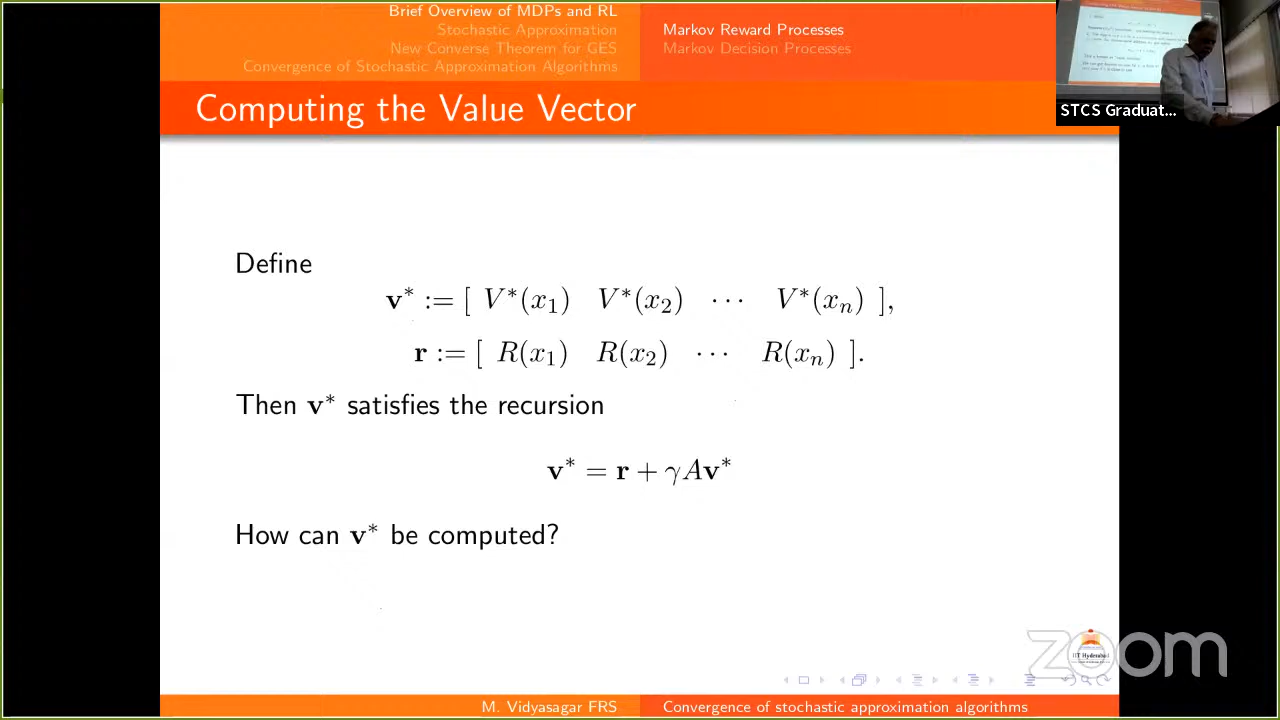 Brief Overview of MDPs and RL
Stochastic Approximation
New Converse Theorem for GES
Convergence of Stochastic Approximation Algorithms
Markov Reward Processes
Markov Decision Processes
STCS Graduat...
Computing the Value Vector
Define
v* := [ V*(x₁) V*(x₂) ··· V*(xₙ) ],
r := [ R(x₁) R(x₂) ··· R(xₙ) ].
Then v* satisfies the recursion
v* = r + γAv*
How can v* be computed?
zoom
IIT Hyderabad
M. Vidyasagar FRS
Convergence of stochastic approximation algorithms